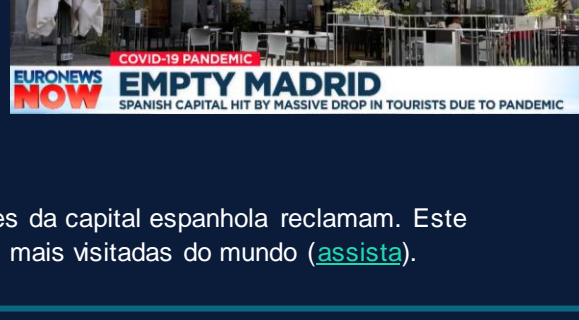 COVID-19 PANDEMIC
EURONEWS
NOW
EMPTY MADRID
SPANISH CAPITAL HIT BY MASSIVE DROP IN TOURISTS DUE TO PANDEMIC
es da capital espanhola reclamam. Este
mais visitadas do mundo (assista).